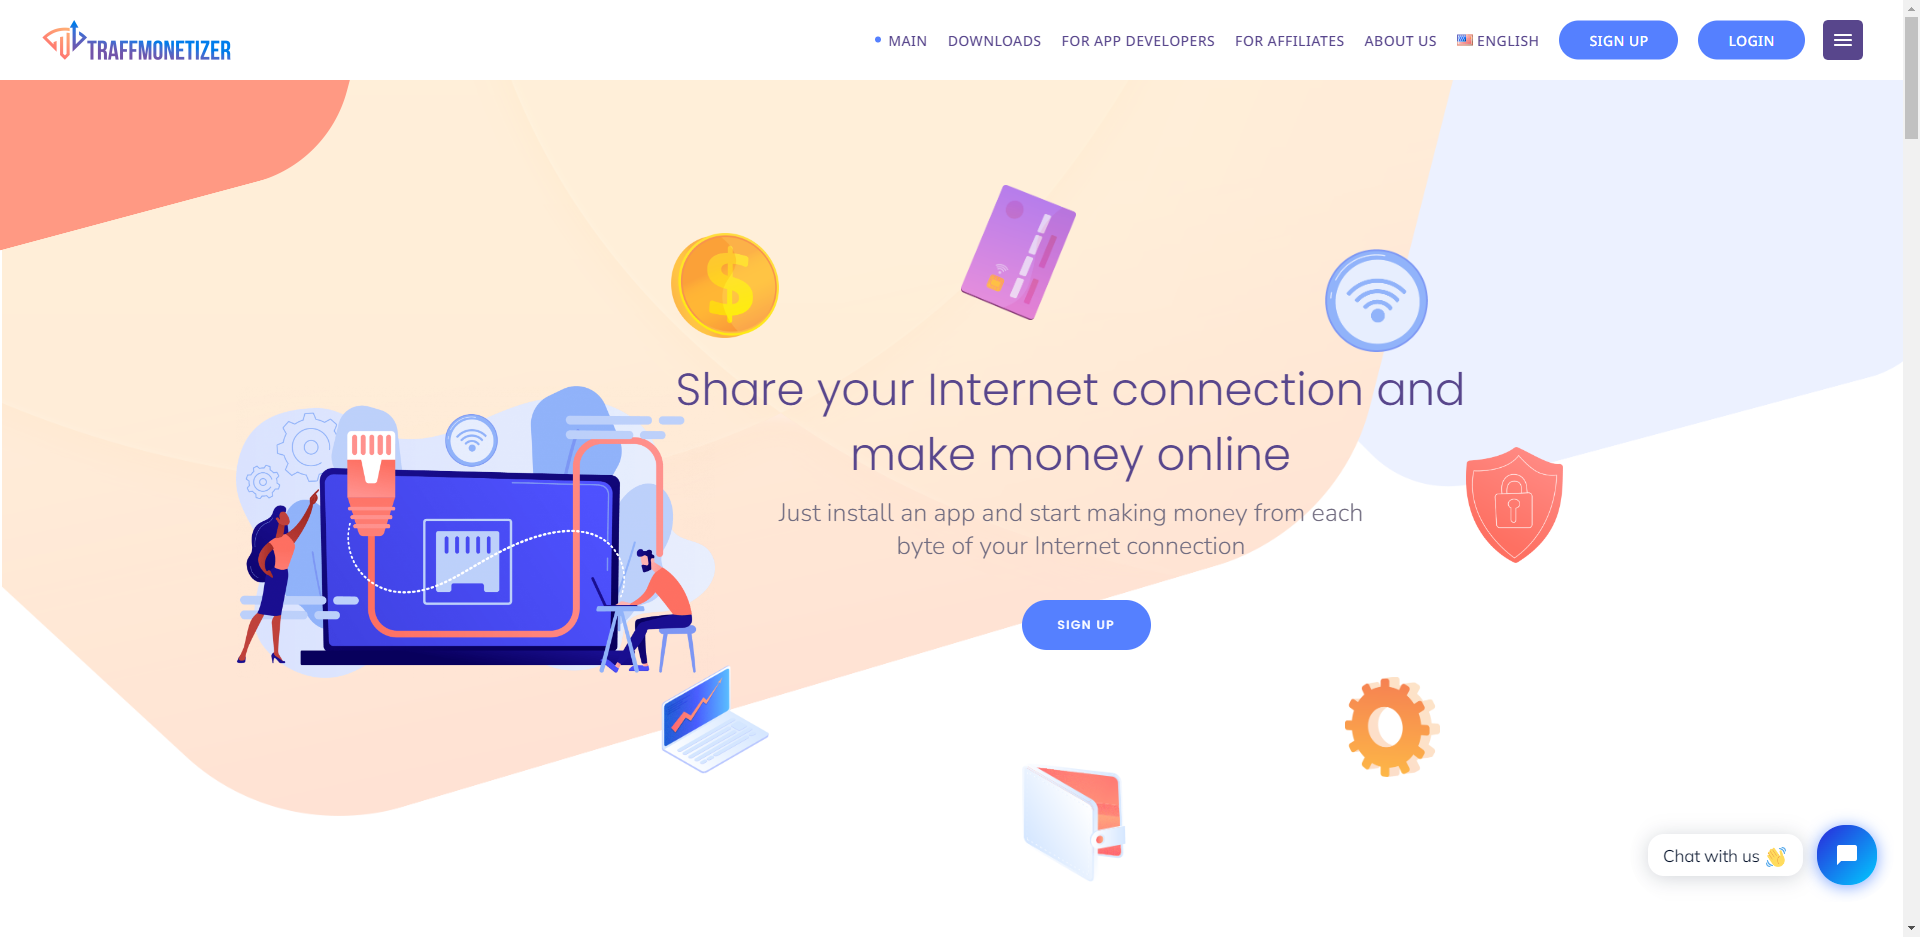 TRAFFMONETIZER
MAIN
DOWNLOADS
FOR APP DEVELOPERS
FOR AFFILIATES
ABOUT US
ENGLISH
SIGN UP
LOGIN
$
Share your Internet connection and
make money online
Just install an app and start making money from each
byte of your Internet connection
SIGN UP
Chat with us 👋